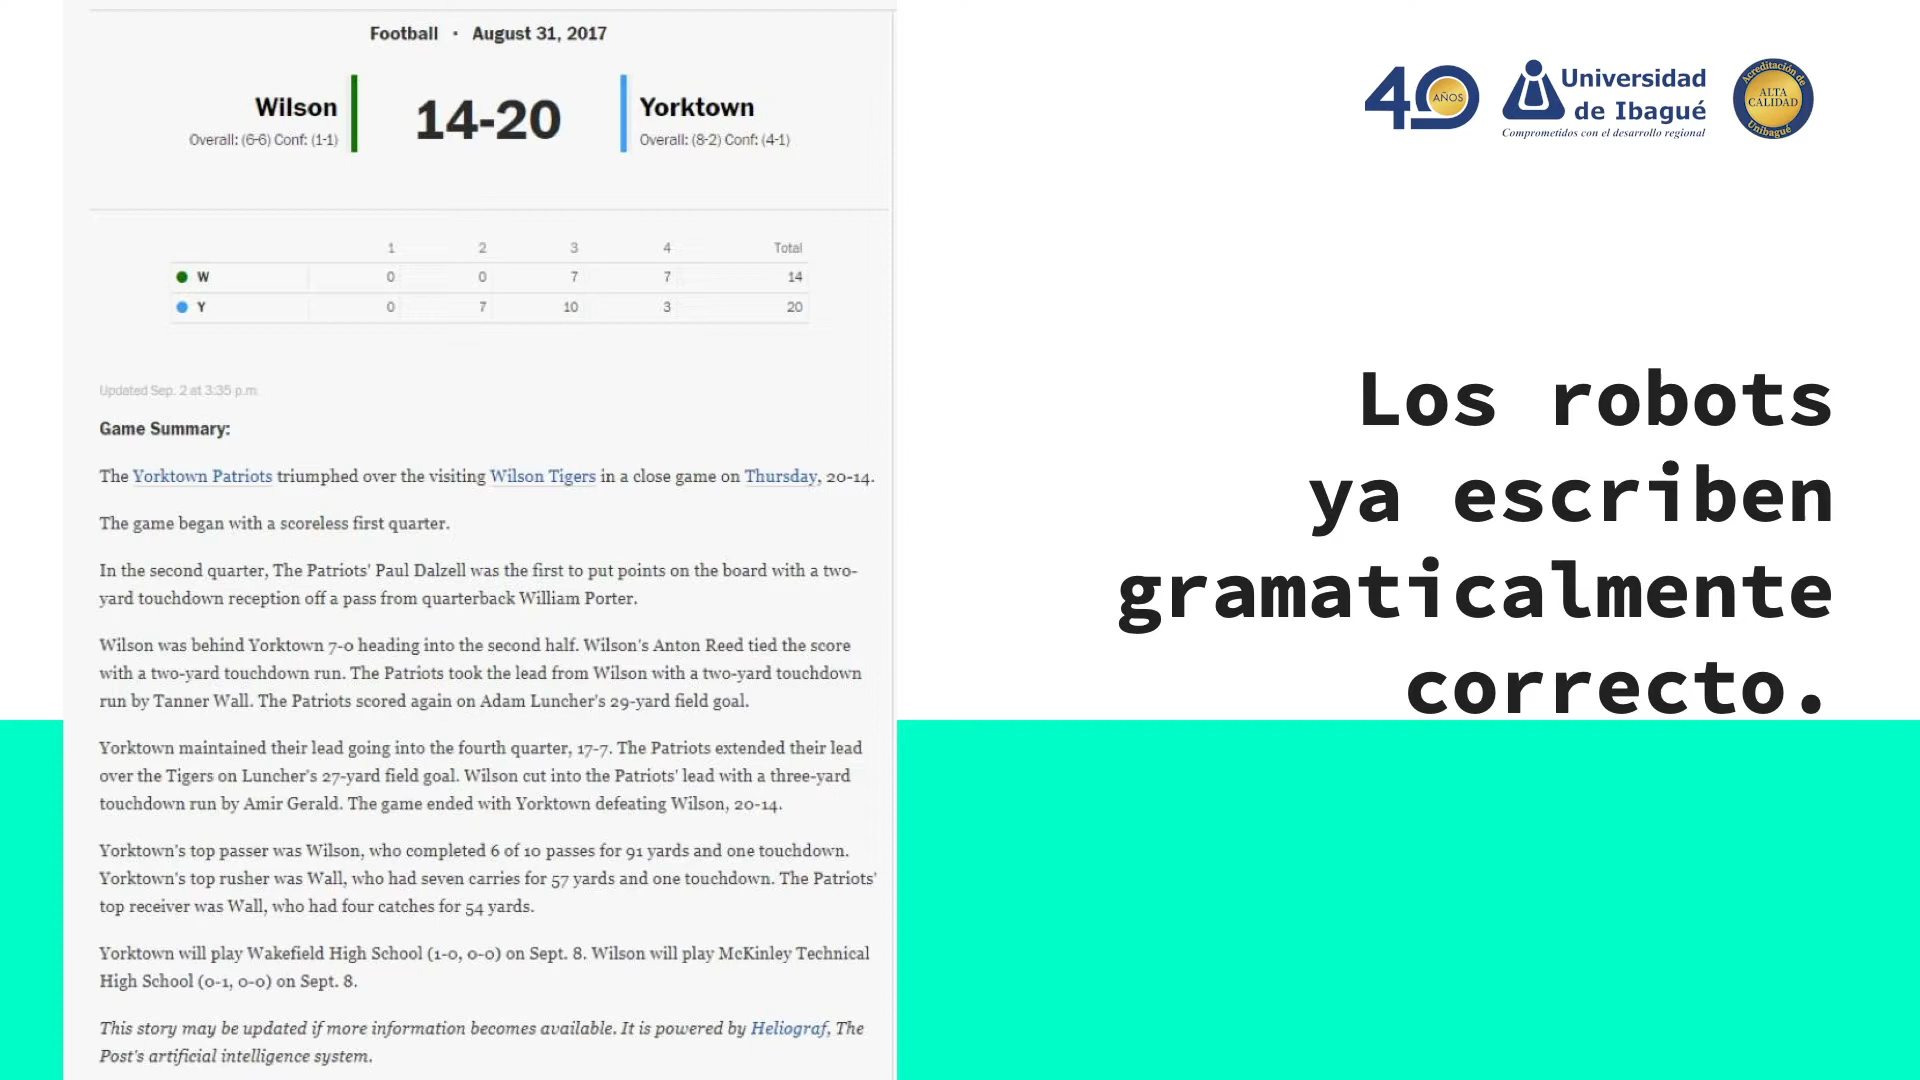 Football · August 31, 2017
Wilson
Overall: (6-6) Conf: (1-1)
14-20
Yorktown
Overall: (8-2) Conf: (4-1)
1 2 3 4 Total
W 0 0 7 7 14
Y 0 7 10 3 20
Updated Sep. 2 at 3:35 p.m.
Game Summary:
The Yorktown Patriots triumphed over the visiting Wilson Tigers in a close game on Thursday, 20-14.
The game began with a scoreless first quarter.
In the second quarter, The Patriots' Paul Dalzell was the first to put points on the board with a two-
yard touchdown reception off a pass from quarterback William Porter.
Wilson was behind Yorktown 7-0 heading into the second half. Wilson's Anton Reed tied the score
with a two-yard touchdown run. The Patriots took the lead from Wilson with a two-yard touchdown
run by Tanner Wall. The Patriots scored again on Adam Luncher's 29-yard field goal.
Yorktown maintained their lead going into the fourth quarter, 17-7. The Patriots extended their lead
over the Tigers on Luncher's 27-yard field goal. Wilson cut into the Patriots' lead with a three-yard
touchdown run by Amir Gerald. The game ended with Yorktown defeating Wilson, 20-14.
Yorktown's top passer was Wilson, who completed 6 of 10 passes for 91 yards and one touchdown.
Yorktown's top rusher was Wall, who had seven carries for 57 yards and one touchdown. The Patriots'
top receiver was Wall, who had four catches for 54 yards.
Yorktown will play Wakefield High School (1-0, 0-0) on Sept. 8. Wilson will play McKinley Technical
High School (0-1, 0-0) on Sept. 8.
This story may be updated if more information becomes available. It is powered by Heliograf, The
Post's artificial intelligence system.
40 AÑOS
Universidad
de Ibagué
Comprometidos con el desarrollo regional
Acreditación de
ALTA
CALIDAD
Unibagué
Los robots
ya escriben
gramaticalmente
correcto.